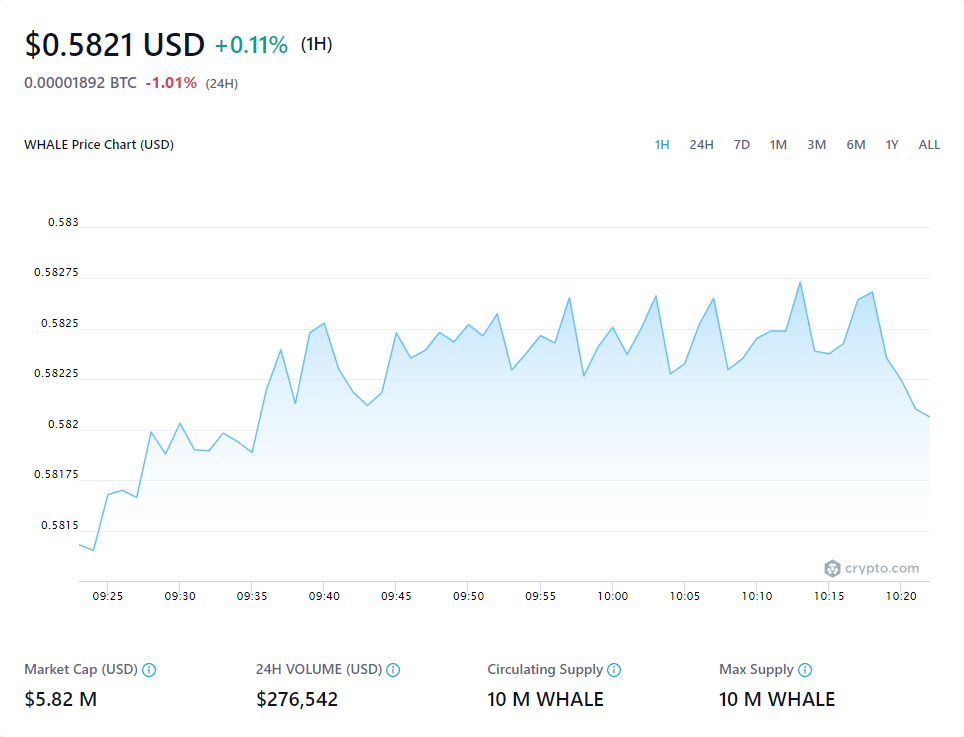 $0.5821 USD +0.11% (1H)
0.00001892 BTC -1.01% (24H)
WHALE Price Chart (USD) 1H 24H 7D 1M 3M 6M 1Y ALL
0.583
0.58275
0.5825
0.58225
0.582
0.58175
0.5815
crypto.com
09:25 09:30 09:35 09:40 09:45 09:50 09:55 10:00 10:05 10:10 10:15 10:20
Market Cap (USD) 24H VOLUME (USD) Circulating Supply Max Supply
$5.82 M $276,542 10 M WHALE 10 M WHALE